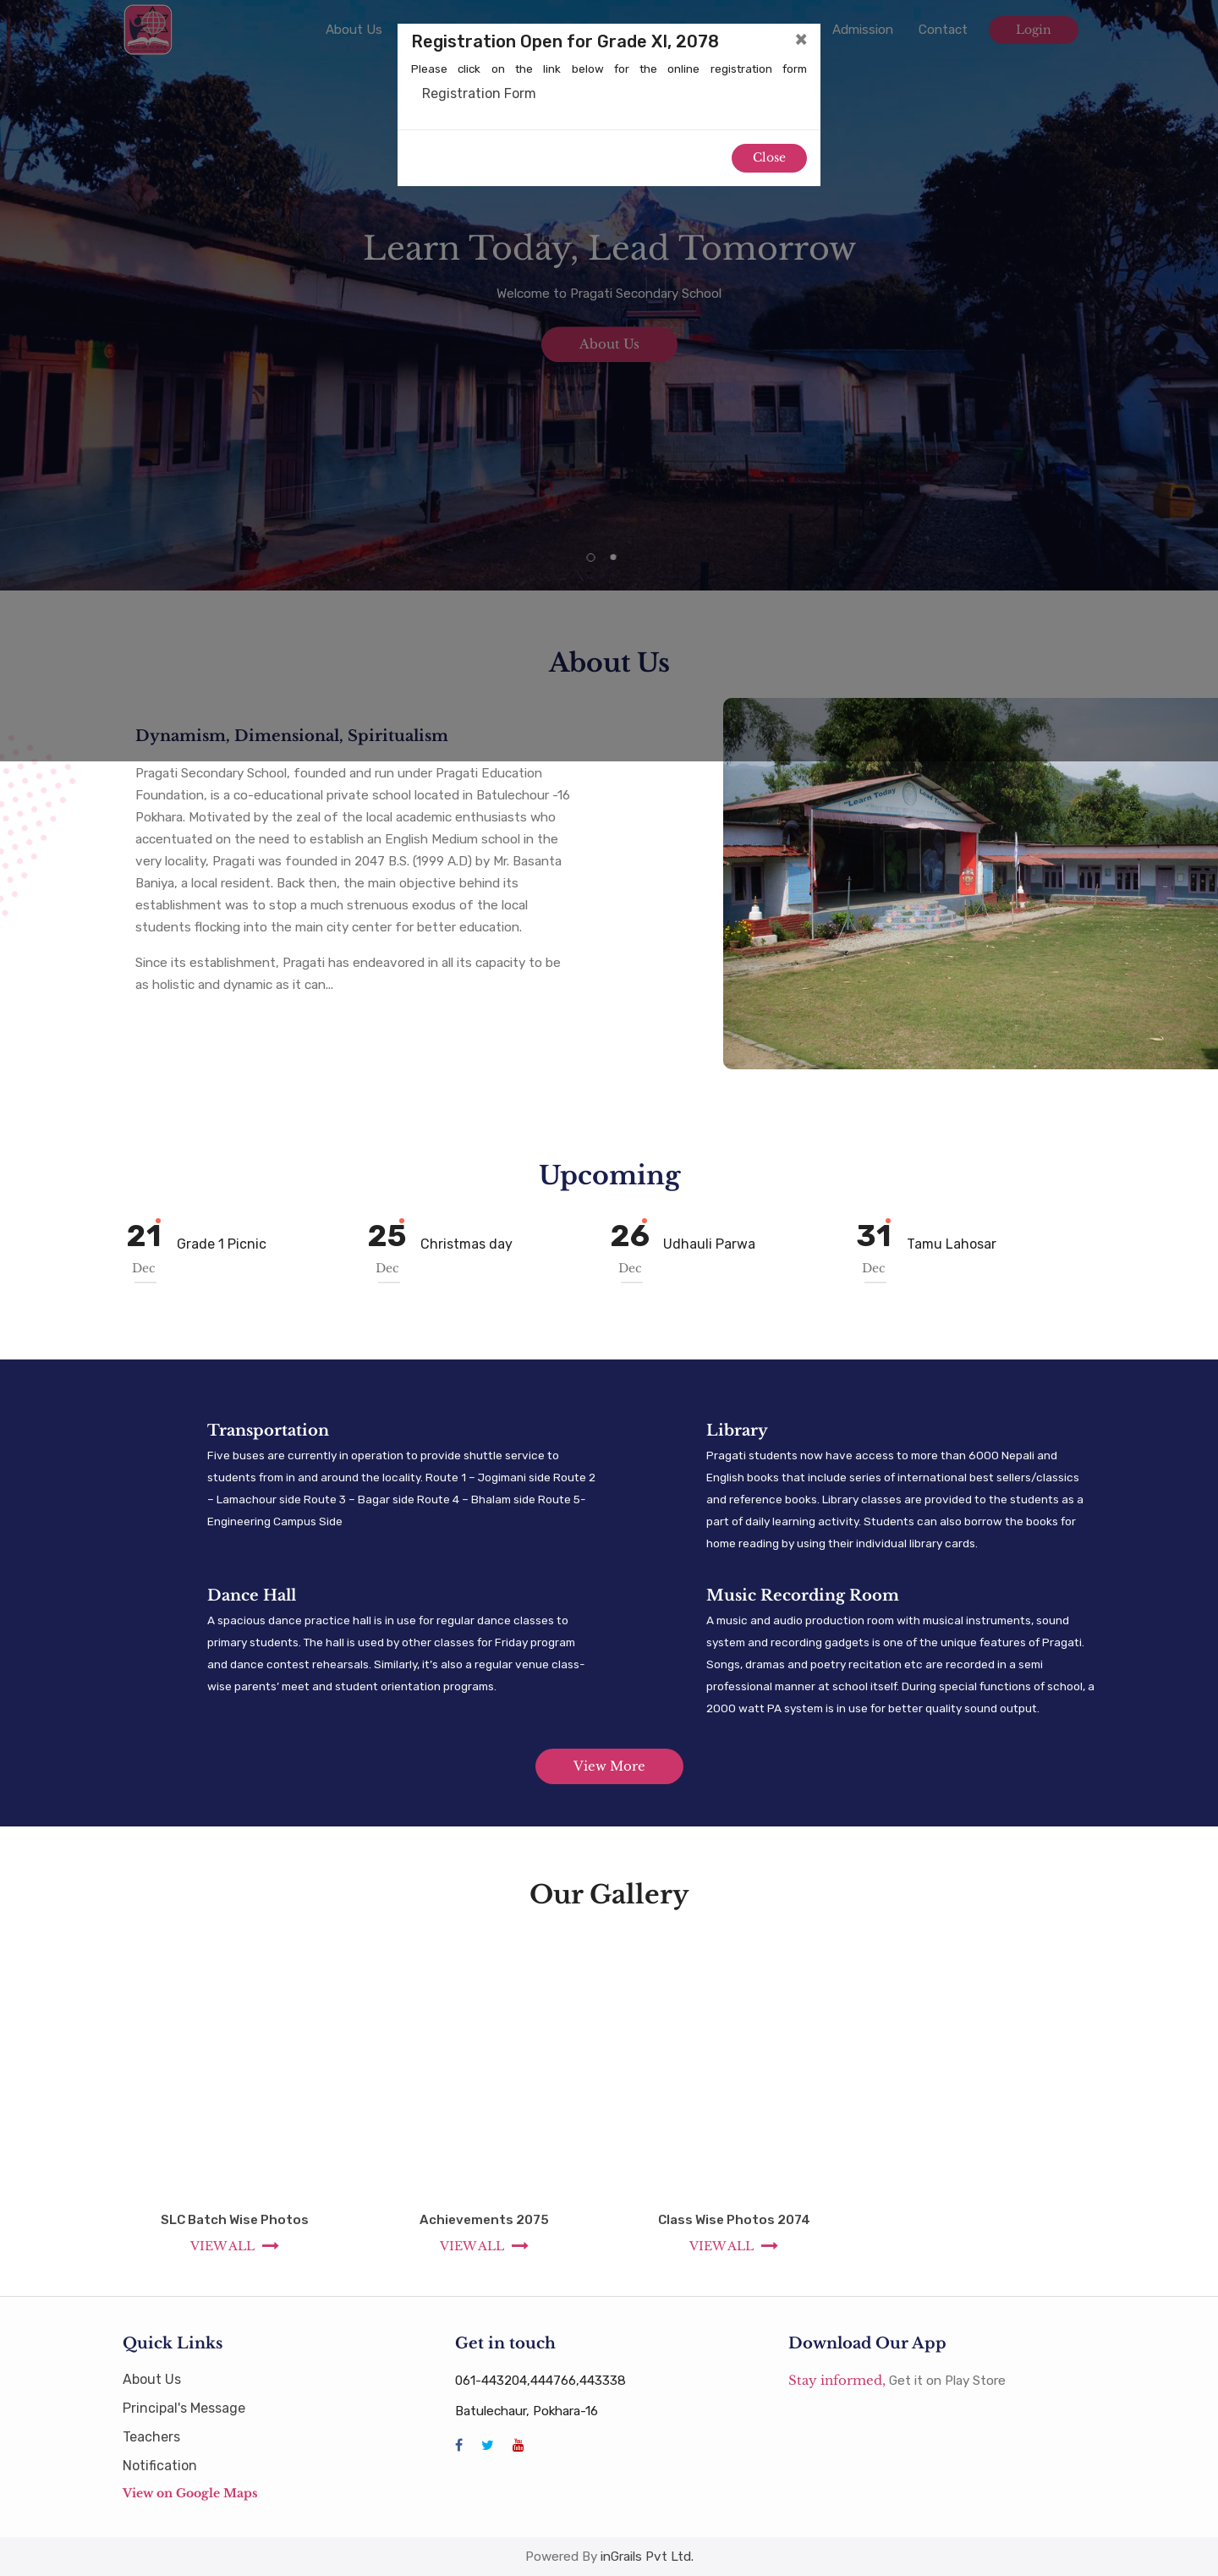 About Us
Admission
Contact
Login
Registration Open for Grade XI, 2078
×
Please click on the link below for the online registration form
Registration Form
Close
Learn Today, Lead Tomorrow
Welcome to Pragati Secondary School
About Us
About Us
Dynamism, Dimensional, Spiritualism
Pragati Secondary School, founded and run under Pragati Education
Foundation, is a co-educational private school located in Batulechour -16
Pokhara. Motivated by the zeal of the local academic enthusiasts who
accentuated on the need to establish an English Medium school in the
very locality, Pragati was founded in 2047 B.S. (1999 A.D) by Mr. Basanta
Baniya, a local resident. Back then, the main objective behind its
establishment was to stop a much strenuous exodus of the local
students flocking into the main city center for better education.
Since its establishment, Pragati has endeavored in all its capacity to be
as holistic and dynamic as it can...
"Learn Today
Lead Tomorrow"
Upcoming
21
Dec
Grade 1 Picnic
25
Dec
Christmas day
26
Dec
Udhauli Parwa
31
Dec
Tamu Lahosar
Transportation
Five buses are currently in operation to provide shuttle service to
students from in and around the locality. Route 1 – Jogimani side Route 2
– Lamachour side Route 3 – Bagar side Route 4 – Bhalam side Route 5-
Engineering Campus Side
Library
Pragati students now have access to more than 6000 Nepali and
English books that include series of international best sellers/classics
and reference books. Library classes are provided to the students as a
part of daily learning activity. Students can also borrow the books for
home reading by using their individual library cards.
Dance Hall
A spacious dance practice hall is in use for regular dance classes to
primary students. The hall is used by other classes for Friday program
and dance contest rehearsals. Similarly, it’s also a regular venue class-
wise parents’ meet and student orientation programs.
Music Recording Room
A music and audio production room with musical instruments, sound
system and recording gadgets is one of the unique features of Pragati.
Songs, dramas and poetry recitation etc are recorded in a semi
professional manner at school itself. During special functions of school, a
2000 watt PA system is in use for better quality sound output.
View More
Our Gallery
SLC Batch Wise Photos
VIEW ALL
Achievements 2075
VIEW ALL
Class Wise Photos 2074
VIEW ALL
Quick Links
About Us
Principal's Message
Teachers
Notification
View on Google Maps
Get in touch
061-443204,444766,443338
Batulechaur, Pokhara-16
Download Our App
Stay informed, Get it on Play Store
Powered By inGrails Pvt Ltd.